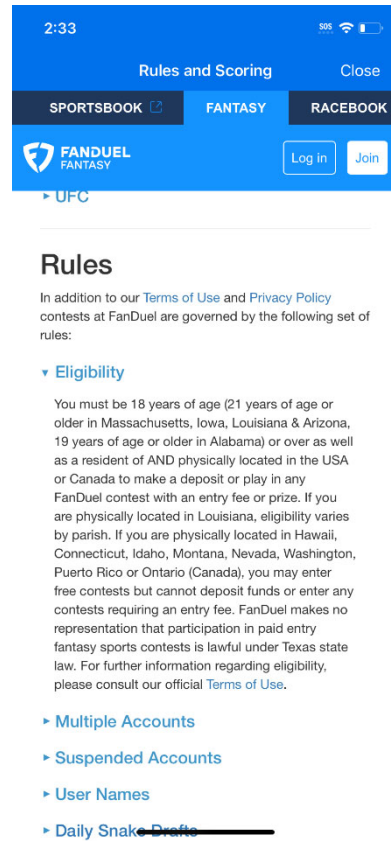 2:33 SOS
Rules and Scoring Close
SPORTSBOOK FANTASY RACEBOOK
FANDUEL
FANTASY
Log in Join
UFC
Rules
In addition to our Terms of Use and Privacy Policy
contests at FanDuel are governed by the following set of
rules:
Eligibility
You must be 18 years of age (21 years of age or
older in Massachusetts, Iowa, Louisiana & Arizona,
19 years of age or older in Alabama) or over as well
as a resident of AND physically located in the USA
or Canada to make a deposit or play in any
FanDuel contest with an entry fee or prize. If you
are physically located in Louisiana, eligibility varies
by parish. If you are physically located in Hawaii,
Connecticut, Idaho, Montana, Nevada, Washington,
Puerto Rico or Ontario (Canada), you may enter
free contests but cannot deposit funds or enter any
contests requiring an entry fee. FanDuel makes no
representation that participation in paid entry
fantasy sports contests is lawful under Texas state
law. For further information regarding eligibility,
please consult our official Terms of Use.
Multiple Accounts
Suspended Accounts
User Names
Daily Snake Drafts